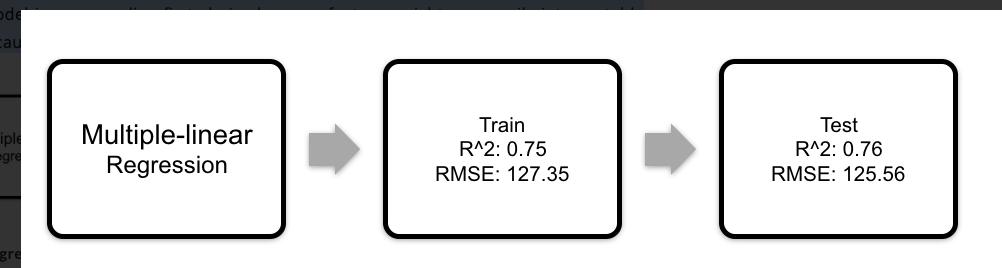 Multiple-linear
Regression
Train
R^2: 0.75
RMSE: 127.35
Test
R^2: 0.76
RMSE: 125.56